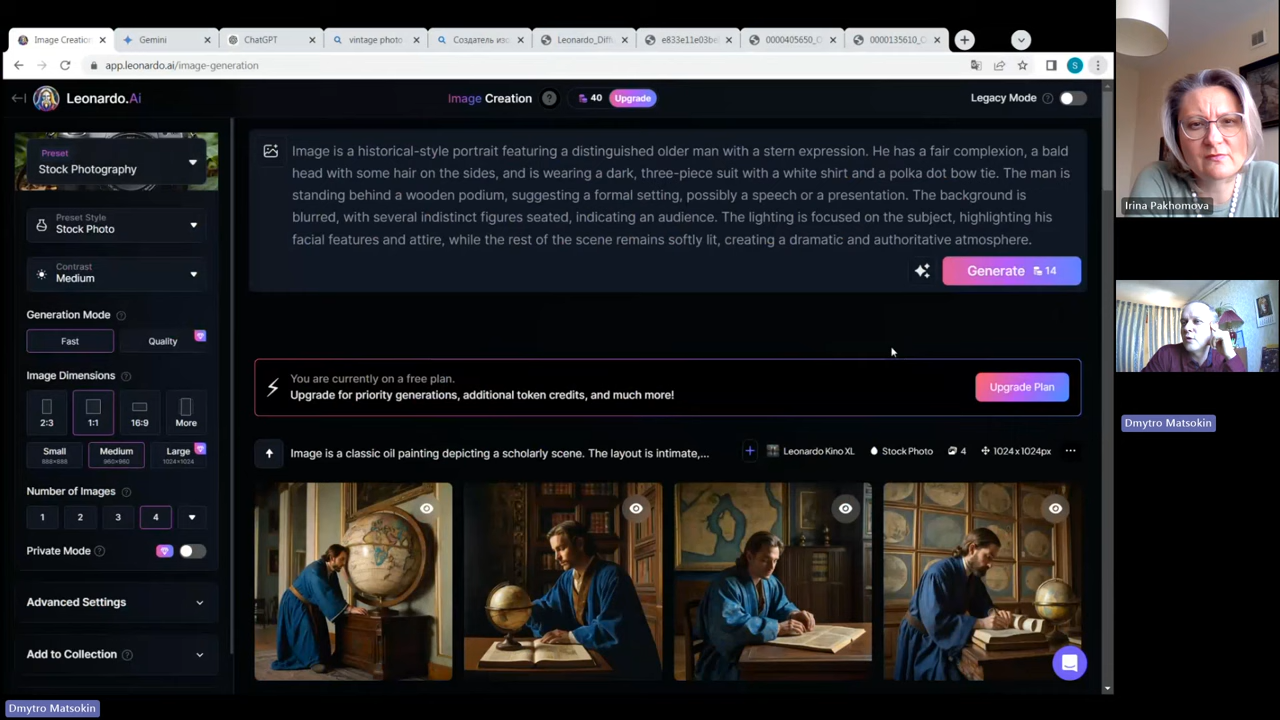 Image Creation
Gemini
ChatGPT
vintage photo
Создатель изо
Leonardo_Diff
e833e11e03be
0000405650_
0000135610_
app.leonardo.ai/image-generation
S
Leonardo.Ai
Image Creation
40
Upgrade
Legacy Mode
Preset
Stock Photography
Preset Style
Stock Photo
Contrast
Medium
Generation Mode
Fast
Quality
Image Dimensions
2:3
1:1
16:9
More
Small
888×888
Medium
960×960
Large
1024×1024
Number of Images
1
2
3
4
Private Mode
Advanced Settings
Add to Collection
Image is a historical-style portrait featuring a distinguished older man with a stern expression. He has a fair complexion, a bald
head with some hair on the sides, and is wearing a dark, three-piece suit with a white shirt and a polka dot bow tie. The man is
standing behind a wooden podium, suggesting a formal setting, possibly a speech or a presentation. The background is
blurred, with several indistinct figures seated, indicating an audience. The lighting is focused on the subject, highlighting his
facial features and attire, while the rest of the scene remains softly lit, creating a dramatic and authoritative atmosphere.
Generate 14
You are currently on a free plan.
Upgrade for priority generations, additional token credits, and much more!
Upgrade Plan
Image is a classic oil painting depicting a scholarly scene. The layout is intimate,...
Leonardo Kino XL
Stock Photo
4
1024x1024px
Irina Pakhomova
Dmytro Matsokin
Dmytro Matsokin